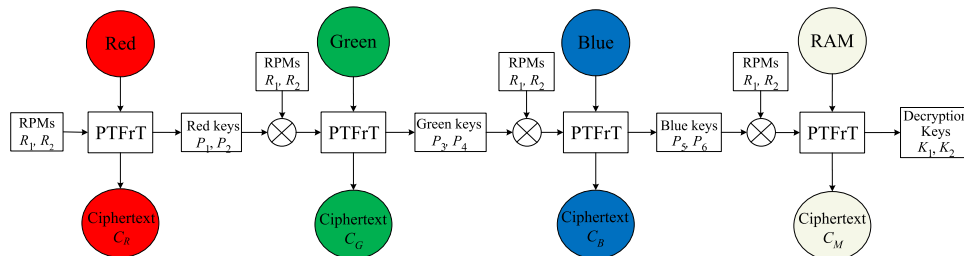 Red
Green
Blue
RAM
RPMs
R1, R2
RPMs
R1, R2
RPMs
R1, R2
RPMs
R1, R2
PTFrT
Red keys
P1, P2
PTFrT
Green keys
P3, P4
PTFrT
Blue keys
P5, P6
PTFrT
Decryption
Keys
K1, K2
Ciphertext
CR
Ciphertext
CG
Ciphertext
CB
Ciphertext
CM